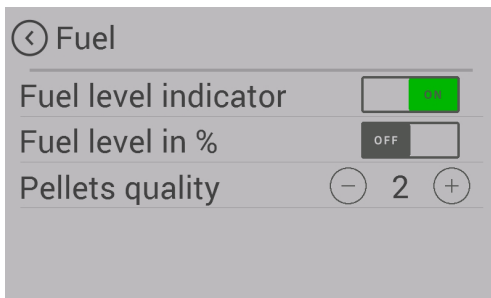 Fuel
Fuel level indicator ON
Fuel level in % OFF
Pellets quality 2